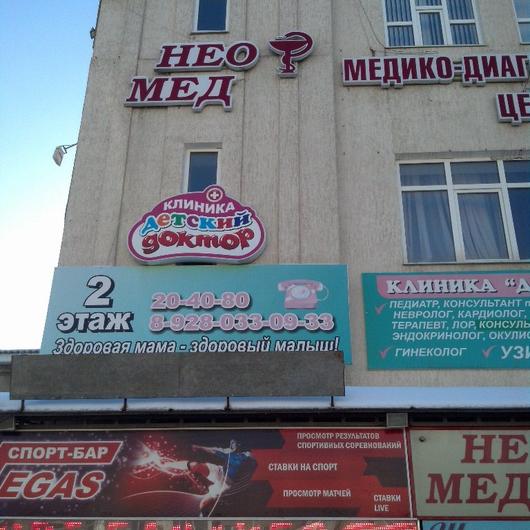 НЕО
МЕД
МЕДИКО-ДИАГ
ЦЕ
КЛИНИКА
Детский
доктор
2
этаж
20-40-80
8-928-033-09-33
Здоровая мама - здоровый малыш!
КЛИНИКА "Д
ПЕДИАТР, КОНСУЛЬТАНТ
НЕВРОЛОГ, КАРДИОЛОГ,
ТЕРАПЕВТ, ЛОР, КОНСУЛЬ
ЭНДОКРИНОЛОГ, ОКУЛИС
ГИНЕКОЛОГ
УЗИ
СПОРТ-БАР
EGAS
ПРОСМОТР РЕЗУЛЬТАТОВ
СПОРТИВНЫХ СОРЕВНОВАНИЙ
СТАВКИ НА СПОРТ
ПРОСМОТР МАТЧЕЙ
СТАВКИ
LIVE
НЕ
МЕД